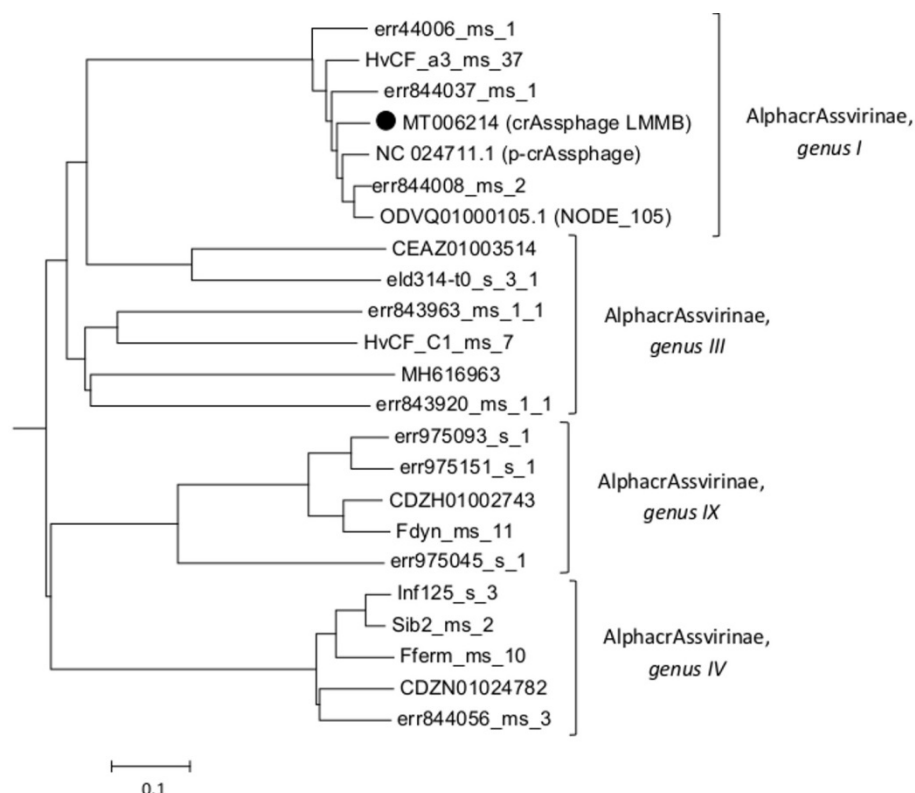 err44006_ms_1
HvCF_a3_ms_37
err844037_ms_1
MT006214 (crAssphage LMMB)
NC 024711.1 (p-crAssphage)
err844008_ms_2
ODVQ01000105.1 (NODE_105)
AlphacrAssvirinae,
genus I
CEAZ01003514
eld314-t0_s_3_1
err843963_ms_1_1
HvCF_C1_ms_7
MH616963
err843920_ms_1_1
AlphacrAssvirinae,
genus III
err975093_s_1
err975151_s_1
CDZH01002743
Fdyn_ms_11
err975045_s_1
AlphacrAssvirinae,
genus IX
Inf125_s_3
Sib2_ms_2
Fferm_ms_10
CDZN01024782
err844056_ms_3
AlphacrAssvirinae,
genus IV
0.1